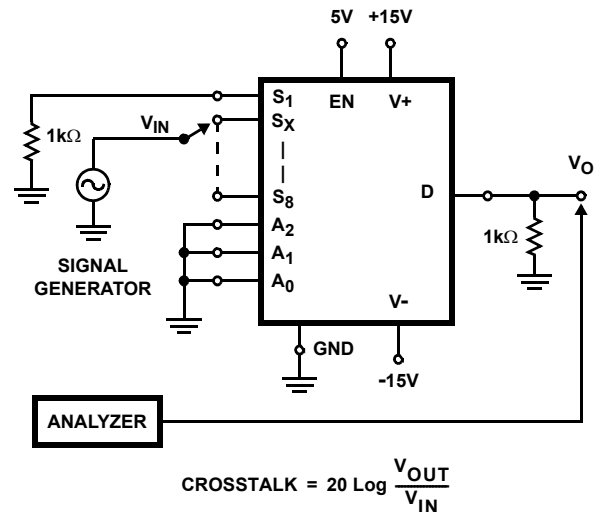 5V +15V
S1 EN V+
VIN SX
1kΩ
|
|
S8 D VO
A2
1kΩ
SIGNAL
GENERATOR
A1
A0
V-
GND
-15V
ANALYZER
CROSSTALK = 20 Log VOUT
VIN